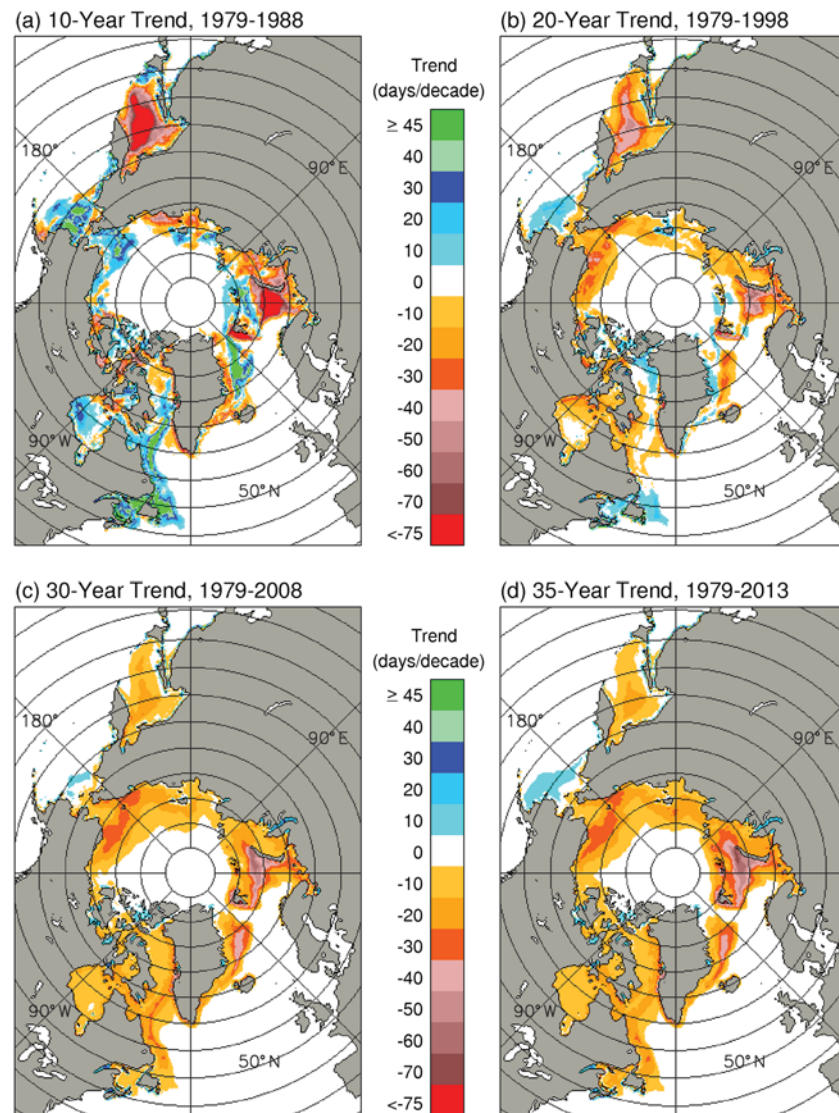 (a) 10-Year Trend, 1979-1988
(b) 20-Year Trend, 1979-1998
180°
90°E
90°W
50°N
Trend
(days/decade)
≥ 45
40
30
20
10
0
-10
-20
-30
-40
-50
-60
-70
<-75
180°
90°E
90°W
50°N
(c) 30-Year Trend, 1979-2008
(d) 35-Year Trend, 1979-2013
180°
90°E
90°W
50°N
Trend
(days/decade)
≥ 45
40
30
20
10
0
-10
-20
-30
-40
-50
-60
-70
<-75
180°
90°E
90°W
50°N